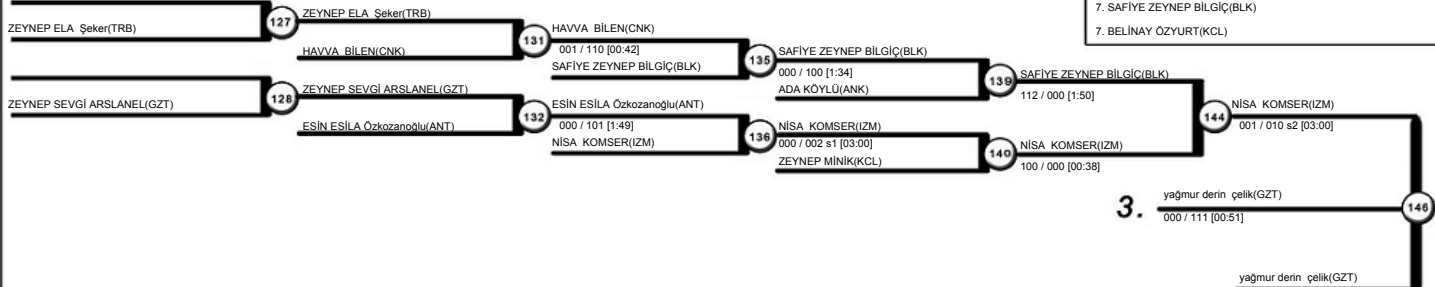 7. SAFİYE ZEYNEP BİLGİÇ(BLK)
7. BELİNAY ÖZYURT(KCL)
ZEYNEP ELA Şeker(TRB)
127
ZEYNEP ELA Şeker(TRB)
HAVVA BİLEN(CNK)
131
HAVVA BİLEN(CNK)
001 / 110 [00:42]
SAFİYE ZEYNEP BİLGİÇ(BLK)
135
SAFİYE ZEYNEP BİLGİÇ(BLK)
000 / 100 [1:34]
ADA KÖYLÜ(ANK)
139
SAFİYE ZEYNEP BİLGİÇ(BLK)
112 / 000 [1:50]
ZEYNEP SEVGİ ARSLANEL(GZT)
128
ZEYNEP SEVGİ ARSLANEL(GZT)
ESİN ESİLA Özkozanoğlu(ANT)
132
ESİN ESİLA Özkozanoğlu(ANT)
000 / 101 [1:49]
NİSA KOMSER(IZM)
136
NİSA KOMSER(IZM)
000 / 002 s1 [03:00]
ZEYNEP MİNİK(KCL)
140
NİSA KOMSER(IZM)
100 / 000 [00:38]
144
NİSA KOMSER(IZM)
001 / 010 s2 [03:00]
3.
yağmur derin çelik(GZT)
000 / 111 [00:51]
146
yağmur derin çelik(GZT)